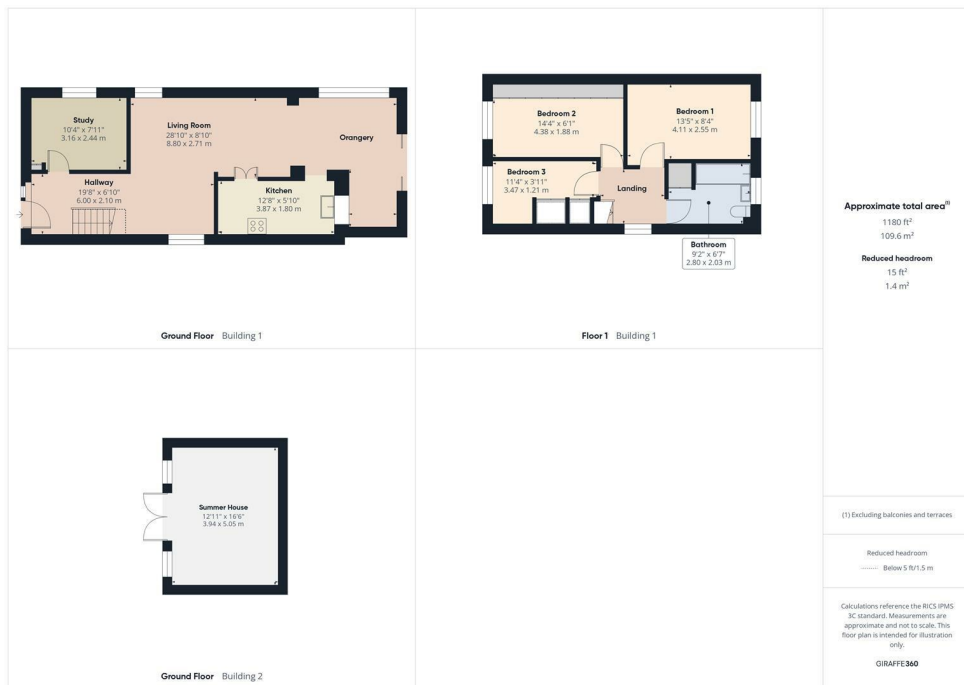 Study
10'4" x 7'11"
3.16 x 2.44 m
Living Room
28'10" x 8'10"
8.80 x 2.71 m
Orangery
Hallway
19'8" x 6'10"
6.00 x 2.10 m
Kitchen
12'8" x 5'10"
3.87 x 1.80 m
Ground Floor Building 1
Bedroom 2
14'4" x 6'1"
4.38 x 1.88 m
Bedroom 1
13'5" x 8'4"
4.11 x 2.55 m
Bedroom 3
11'4" x 3'11"
3.47 x 1.21 m
Landing
Bathroom
9'2" x 6'7"
2.80 x 2.03 m
Floor 1 Building 1
Summer House
12'11" x 16'6"
3.94 x 5.05 m
Ground Floor Building 2
Approximate total area(1)
1180 ft²
109.6 m²
Reduced headroom
15 ft²
1.4 m²
(1) Excluding balconies and terraces
Reduced headroom
Below 5 ft/1.5 m
Calculations reference the RICS IPMS
3C standard. Measurements are
approximate and not to scale. This
floor plan is intended for illustration
only.
GIRAFFE360